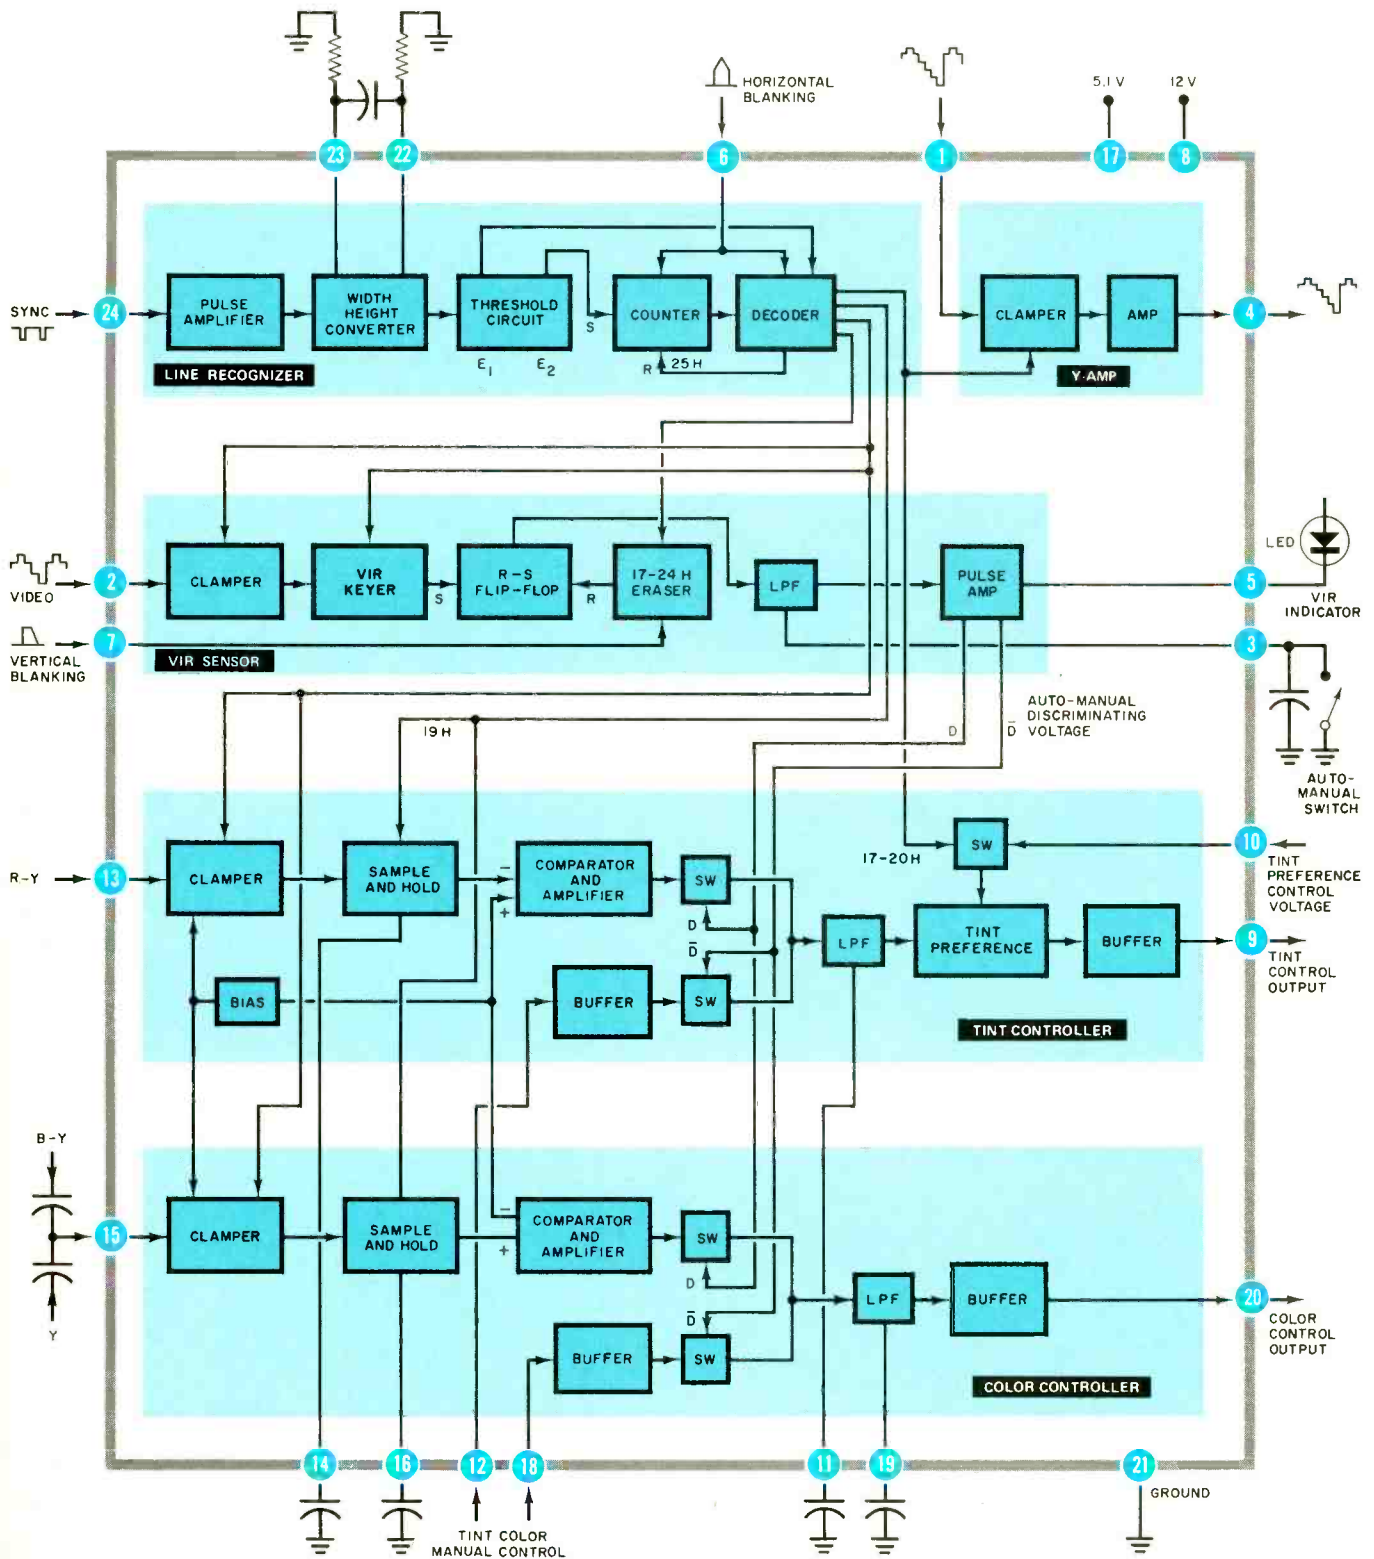 5.1 V
12 V
HORIZONTAL
BLANKING
23
22
6
1
17
8
SYNC
24
PULSE
AMPLIFIER
WIDTH
HEIGHT
CONVERTER
THRESHOLD
CIRCUIT
S
COUNTER
DECODER
CLAMPER
AMP
4
E1
E2
R
25H
LINE RECOGNIZER
Y-AMP
LED
2
VIDEO
CLAMPER
VIR
KEYER
S
R-S
FLIP-FLOP
R
17-24 H
ERASER
LPF
PULSE
AMP
5
VIR
INDICATOR
7
VERTICAL
BLANKING
VIR SENSOR
3
19H
D
D̅
AUTO-MANUAL
DISCRIMINATING
VOLTAGE
AUTO-
MANUAL
SWITCH
R-Y
13
CLAMPER
SAMPLE
AND HOLD
-
+
COMPARATOR
AND
AMPLIFIER
SW
D
17-20H
SW
10
TINT
PREFERENCE
CONTROL
VOLTAGE
D̅
LPF
TINT
PREFERENCE
BUFFER
9
TINT
CONTROL
OUTPUT
BIAS
BUFFER
SW
TINT CONTROLLER
B-Y
15
Y
CLAMPER
SAMPLE
AND HOLD
-
+
COMPARATOR
AND
AMPLIFIER
SW
D
D̅
LPF
BUFFER
20
COLOR
CONTROL
OUTPUT
BUFFER
SW
COLOR CONTROLLER
14
16
12
18
11
19
21
GROUND
TINT COLOR
MANUAL CONTROL